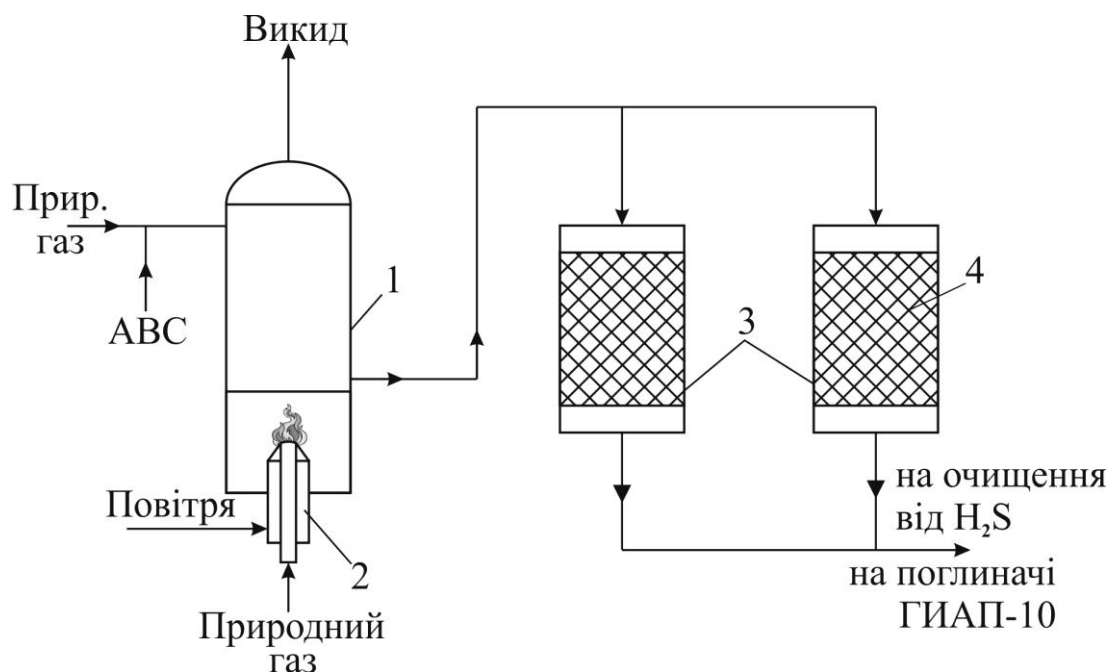 Викид
Прир.
газ
АВС
1
Повітря
2
Природний
газ
3
4
на очищення
від H₂S
на поглиначі
ГИАП-10